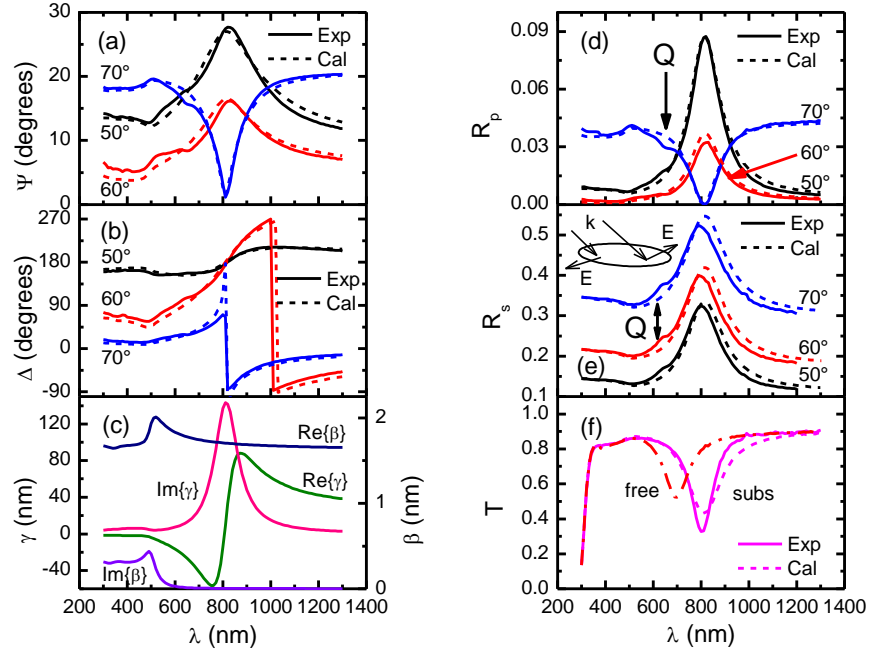 (a)
Exp
Cal
70°
50°
60°
Ψ (degrees)
30
20
10
0
(b)
50°
60°
70°
Exp
Cal
Δ (degrees)
270
180
90
0
-90
(c)
Re{β}
Im{γ}
Re{γ}
Im{β}
γ (nm)
120
80
40
0
-40
β (nm)
2
1
0
200 400 600 800 1000 1200 1400
λ (nm)
(d)
Exp
Cal
Q
70°
60°
50°
R_p
0.09
0.06
0.03
0.00
k
E
E
Exp
Cal
70°
Q
60°
(e)
50°
R_s
0.5
0.4
0.3
0.2
0.1
(f)
free
subs
Exp
Cal
T
1.0
0.8
0.6
0.4
0.2
0.0
200 400 600 800 1000 1200 1400
λ (nm)